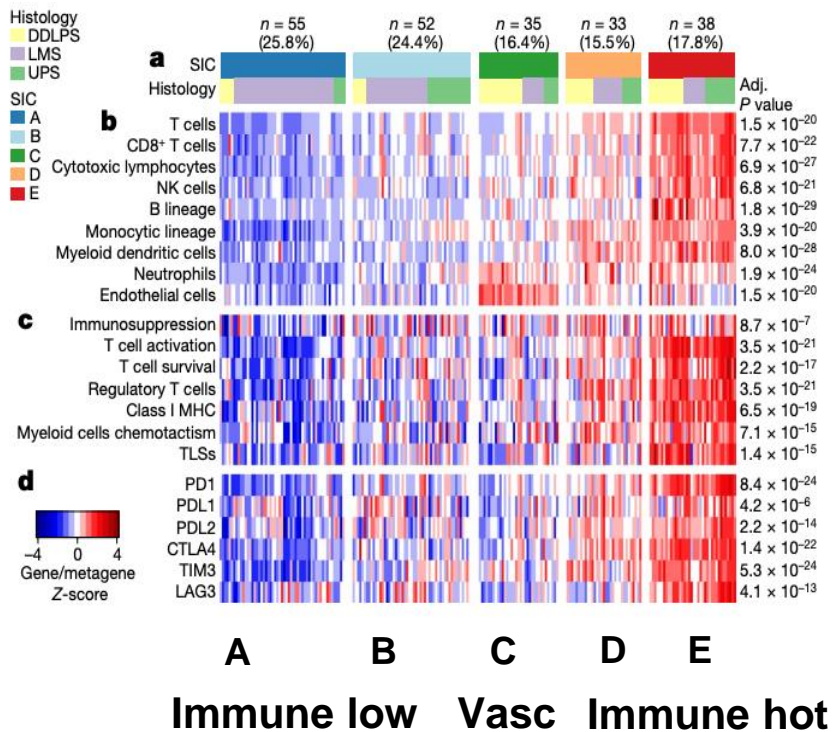 Histology
DDLPS
LMS
UPS
SIC
A
B
C
D
E
n = 55
(25.8%)
n = 52
(24.4%)
n = 35
(16.4%)
n = 33
(15.5%)
n = 38
(17.8%)
a
SIC
Histology
Adj.
P value
b
T cells 1.5 × 10⁻²⁰
CD8⁺ T cells 7.7 × 10⁻²²
Cytotoxic lymphocytes 6.9 × 10⁻²⁷
NK cells 6.8 × 10⁻²¹
B lineage 1.8 × 10⁻²⁹
Monocytic lineage 3.9 × 10⁻²⁰
Myeloid dendritic cells 8.0 × 10⁻²⁸
Neutrophils 1.9 × 10⁻²⁴
Endothelial cells 1.5 × 10⁻²⁰
c
Immunosuppression 8.7 × 10⁻⁷
T cell activation 3.5 × 10⁻²¹
T cell survival 2.2 × 10⁻¹⁷
Regulatory T cells 3.5 × 10⁻²¹
Class I MHC 6.5 × 10⁻¹⁹
Myeloid cells chemotactism 7.1 × 10⁻¹⁵
TLSs 1.4 × 10⁻¹⁵
d
PD1 8.4 × 10⁻²⁴
PDL1 4.2 × 10⁻⁶
PDL2 2.2 × 10⁻¹⁴
CTLA4 1.4 × 10⁻²²
TIM3 5.3 × 10⁻²⁴
LAG3 4.1 × 10⁻¹³
−4 0 4
Gene/metagene
Z-score
A B C D E
Immune low Vasc Immune hot